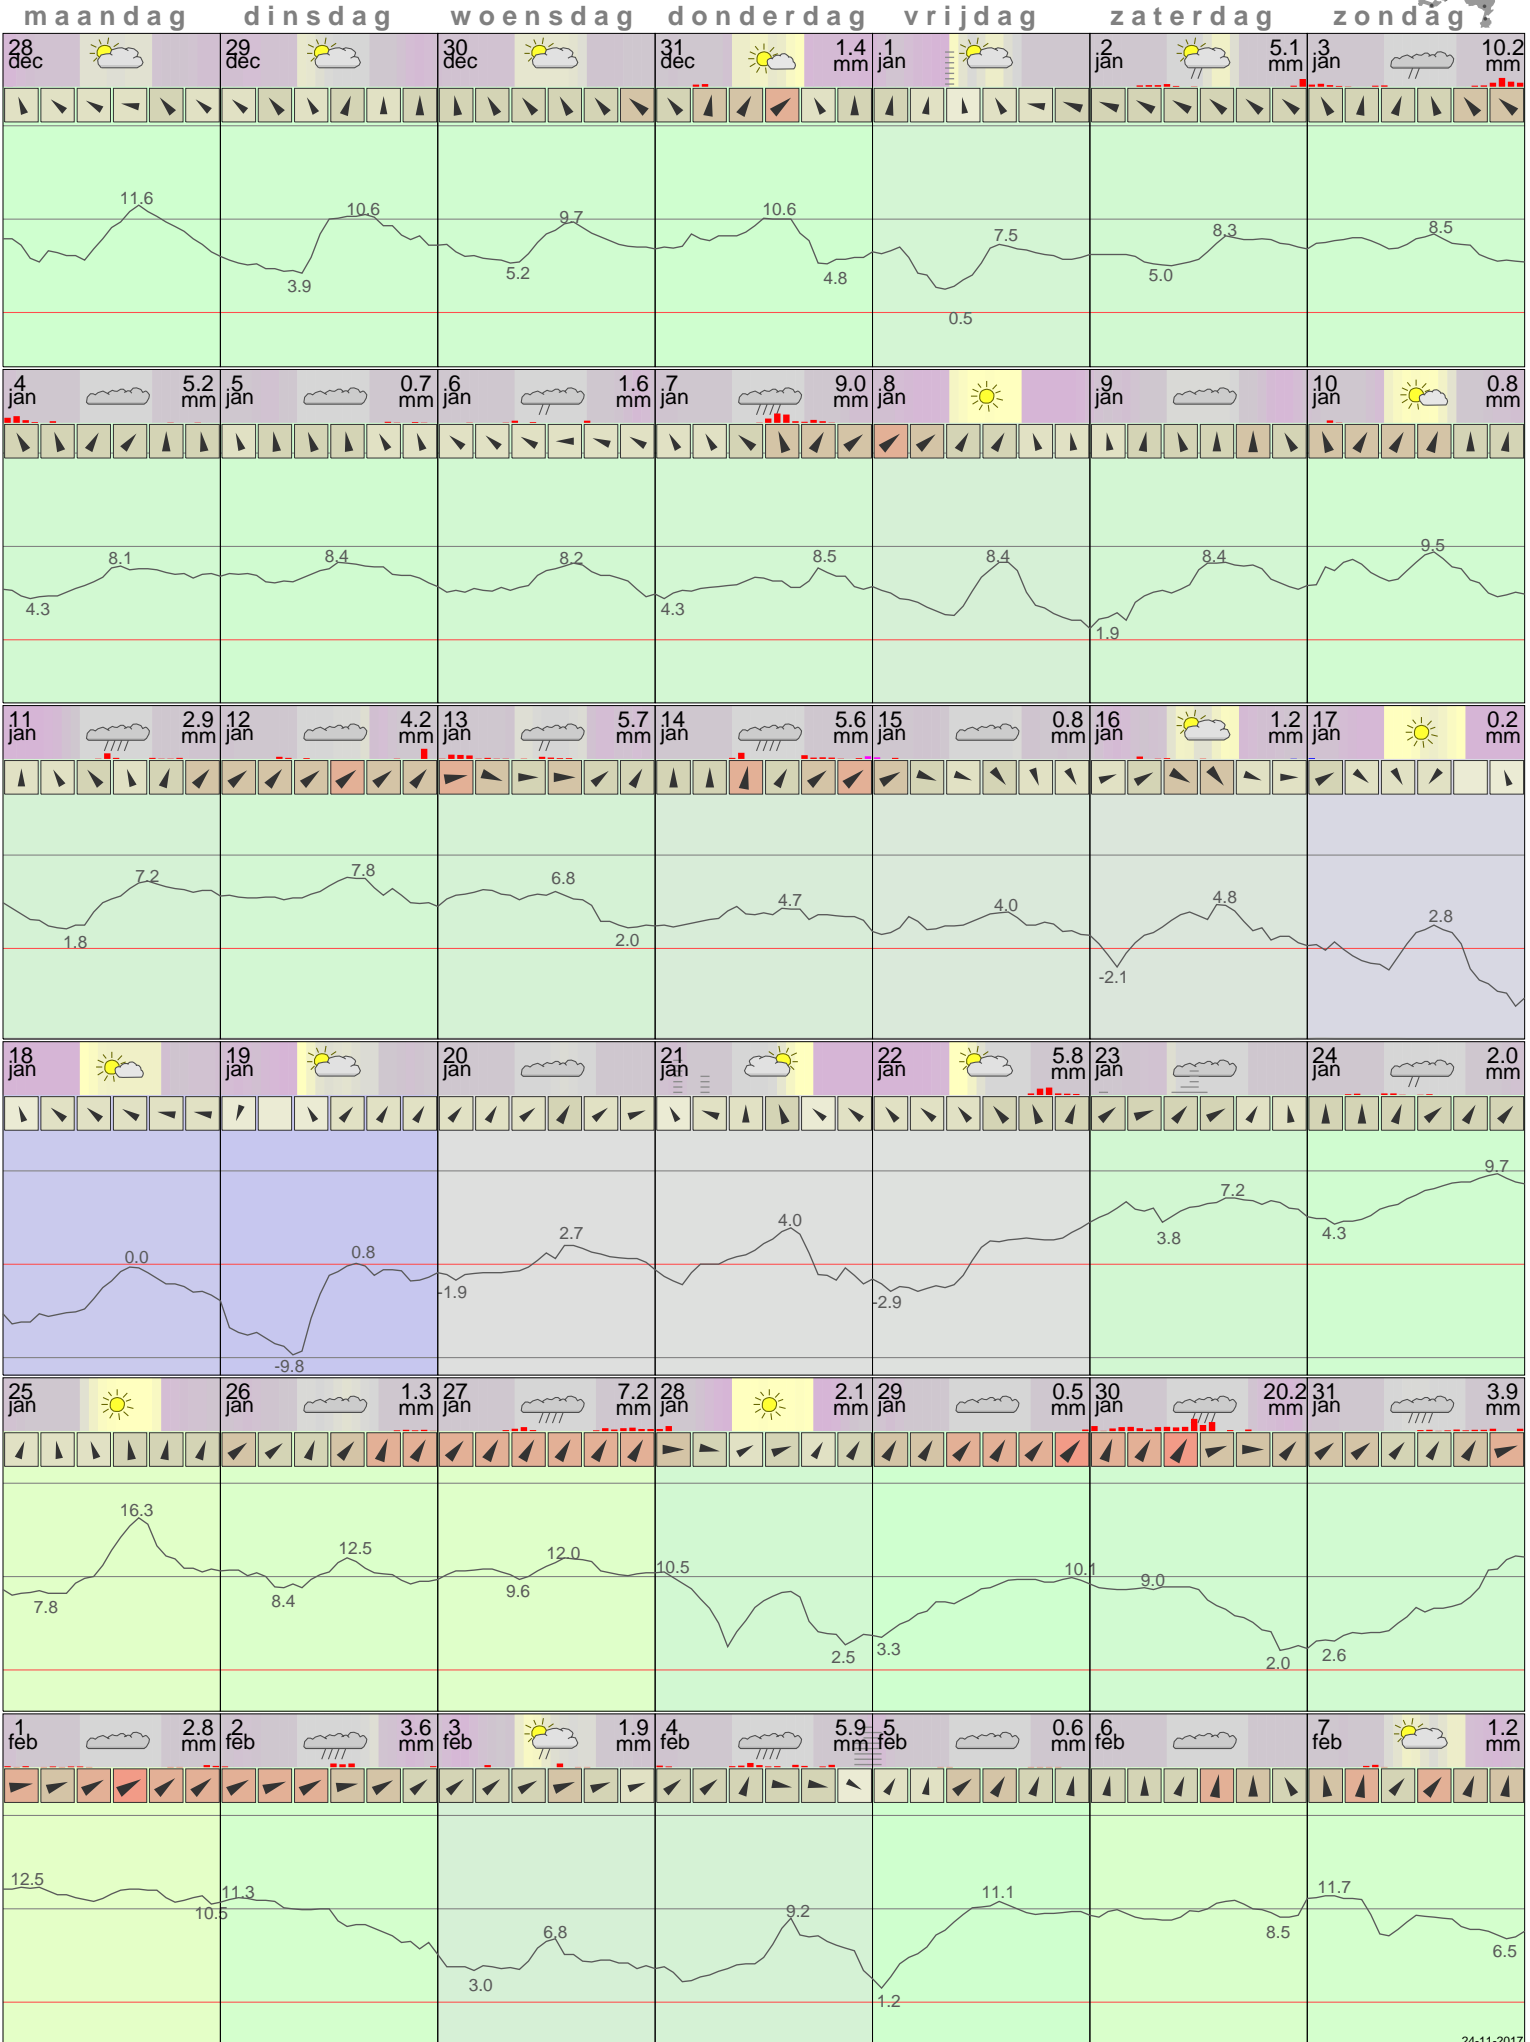 maandag dinsdag woensdag donderdag vrijdag zaterdag zondag
28 29 30 31 1.4 1 2 5.1 3 10.2
dec dec dec dec mm jan jan mm jan mm
11.6 10.6 9.7 10.6 7.5 8.3 8.5
3.9 5.2 4.8 0.5 5.0
4 5.2 5 0.7 6 1.6 7 9.0 8 9 10 0.8
jan mm jan mm jan mm jan mm jan jan jan mm
8.1 8.4 8.2 8.5 8.4 8.4 9.5
4.3 4.3 1.9
11 2.9 12 4.2 13 5.7 14 5.6 15 0.8 16 1.2 17 0.2
jan mm jan mm jan mm jan mm jan mm jan mm jan mm
7.2 7.8 6.8 4.7 4.0 4.8 2.8
1.8 2.0 -2.1
18 19 20 21 22 5.8 23 24 2.0
jan jan jan jan jan mm jan jan mm
0.0 0.8 2.7 4.0 7.2 9.7
-9.8 -1.9 -2.9 3.8 4.3
25 26 1.3 27 7.2 28 2.1 29 0.5 30 20.2 31 3.9
jan jan mm jan mm jan mm jan mm jan mm jan mm
16.3 12.5 12.0 10.5 10.1 9.0
7.8 8.4 9.6 2.5 3.3 2.0 2.6
1 2.8 2 3.6 3 1.9 4 5.9 5 0.6 6 7 1.2
feb mm feb mm feb mm feb mm feb mm feb feb mm
12.5 11.3 6.8 9.2 11.1 11.7
10.5 3.0 1.2 8.5 6.5
24-11-2017